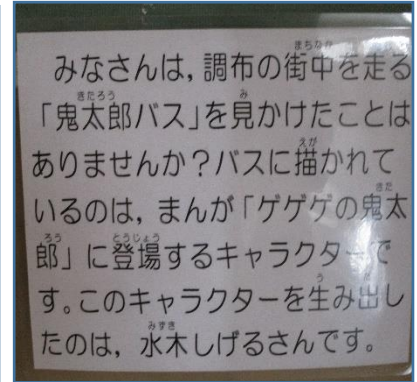 みなさんは，調布の街中を走る
「鬼太郎バス」を見かけたことは
ありませんか？バスに描かれて
いるのは，まんが「ゲゲゲの鬼太
郎」に登場するキャラクターで
す。このキャラクターを生み出し
たのは，水木しげるさんです。